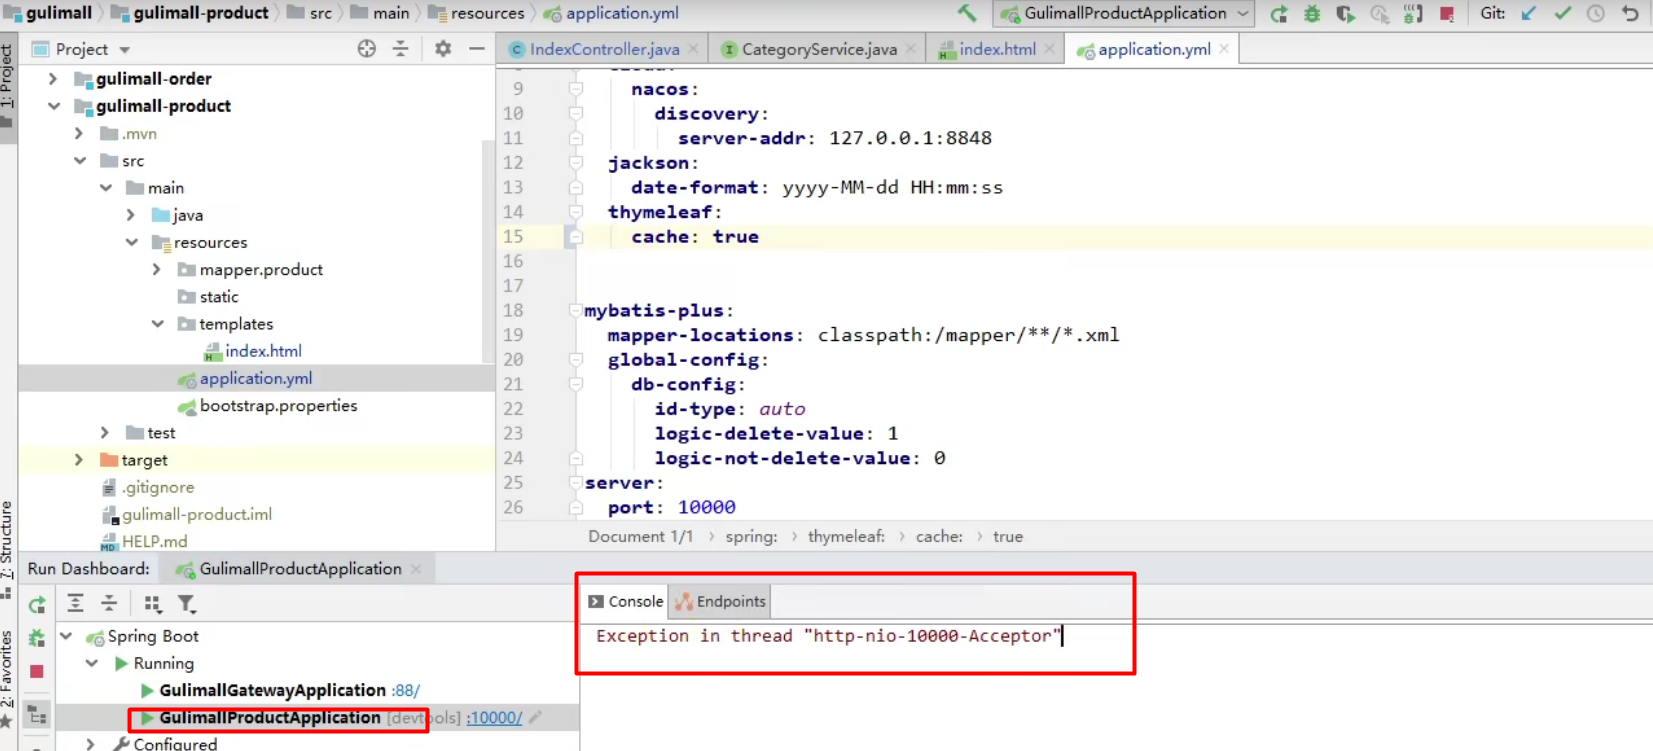 gulimall gulimall-product src main resources application.yml GulimallProductApplication Git:
Project
IndexController.java CategoryService.java index.html application.yml
1: Project
gulimall-order
gulimall-product
.mvn
src
main
java
resources
mapper.product
static
templates
index.html
application.yml
bootstrap.properties
test
target
.gitignore
gulimall-product.iml
HELP.md
9 nacos:
10 discovery:
11 server-addr: 127.0.0.1:8848
12 jackson:
13 date-format: yyyy-MM-dd HH:mm:ss
14 thymeleaf:
15 cache: true
16
17
18 mybatis-plus:
19 mapper-locations: classpath:/mapper/**/*.xml
20 global-config:
21 db-config:
22 id-type: auto
23 logic-delete-value: 1
24 logic-not-delete-value: 0
25 server:
26 port: 10000
Document 1/1 spring: thymeleaf: cache: true
7: Structure
2: Favorites
Run Dashboard: GulimallProductApplication
Console Endpoints
Exception in thread "http-nio-10000-Acceptor"
Spring Boot
Running
GulimallGatewayApplication :88/
GulimallProductApplication [devtools] :10000/
Configured